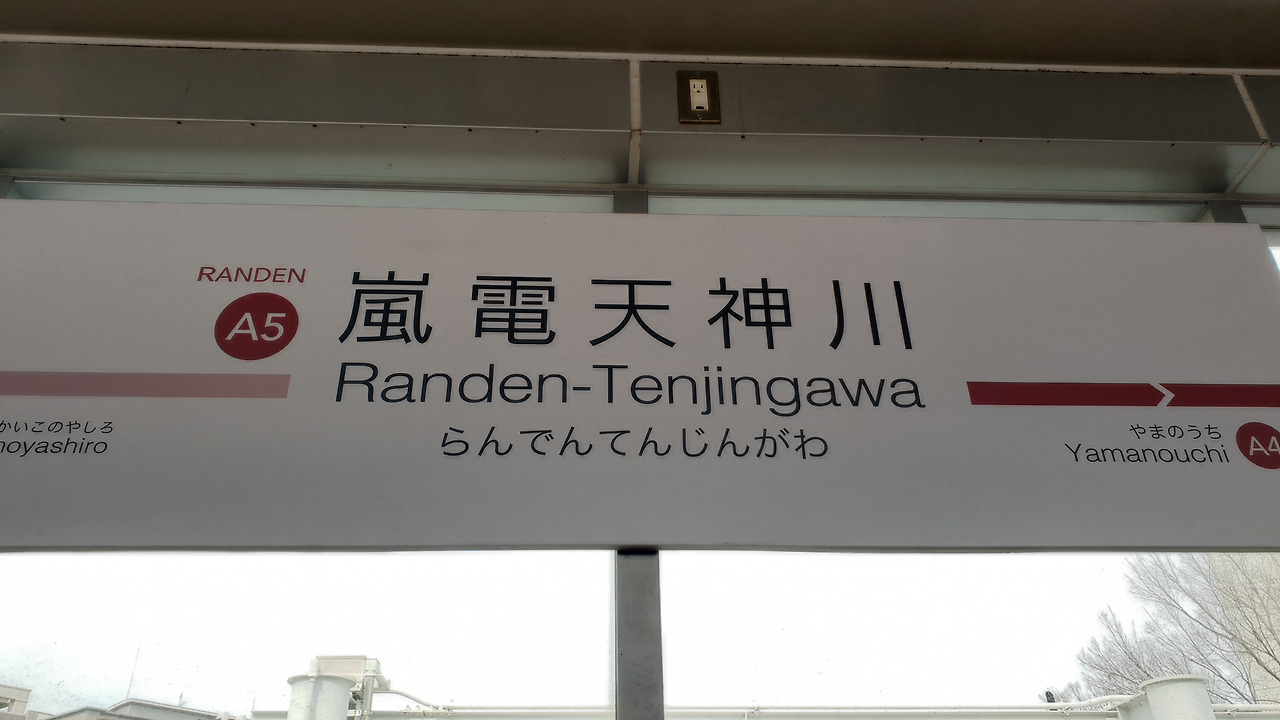 RANDEN
A5
嵐電天神川
Randen-Tenjingawa
らんでんてんじんがわ
かいこのやしろ
noyashiro
やまのうち
Yamanouchi
A4